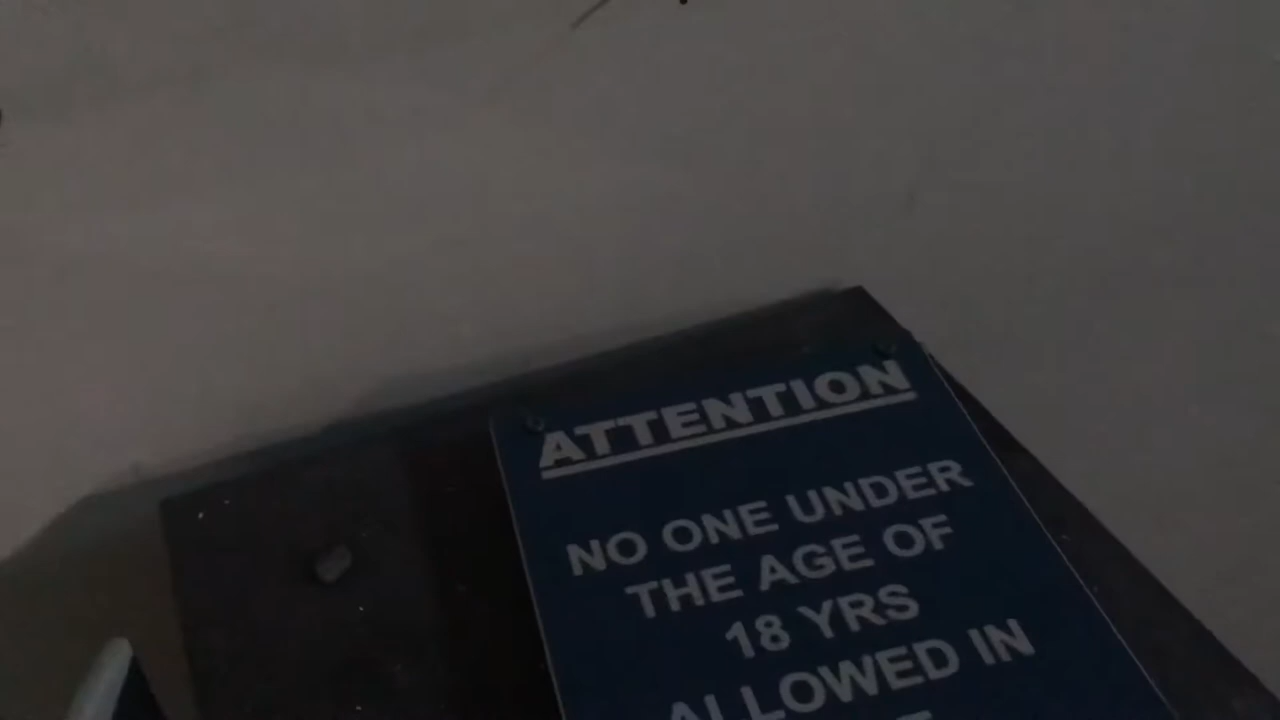 ATTENTION
NO ONE UNDER
THE AGE OF
18 YRS
ALLOWED IN